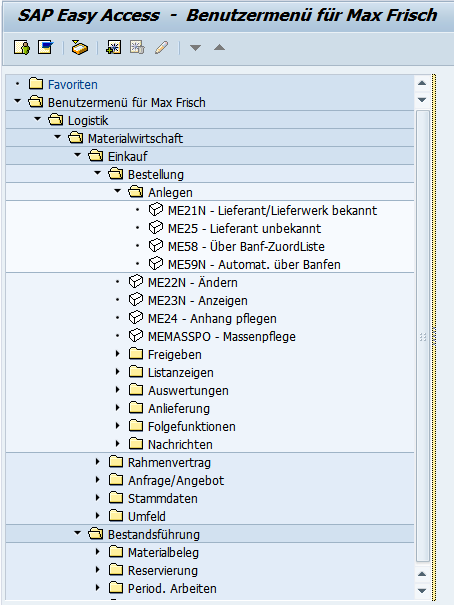 SAP Easy Access - Benutzermenü für Max Frisch
Favoriten
Benutzermenü für Max Frisch
Logistik
Materialwirtschaft
Einkauf
Bestellung
Anlegen
ME21N - Lieferant/Lieferwerk bekannt
ME25 - Lieferant unbekannt
ME58 - Über Banf-ZuordListe
ME59N - Automat. über Banfen
ME22N - Ändern
ME23N - Anzeigen
ME24 - Anhang pflegen
MEMASSPO - Massenpflege
Freigeben
Listanzeigen
Auswertungen
Anlieferung
Folgefunktionen
Nachrichten
Rahmenvertrag
Anfrage/Angebot
Stammdaten
Umfeld
Bestandsführung
Materialbeleg
Reservierung
Period. Arbeiten